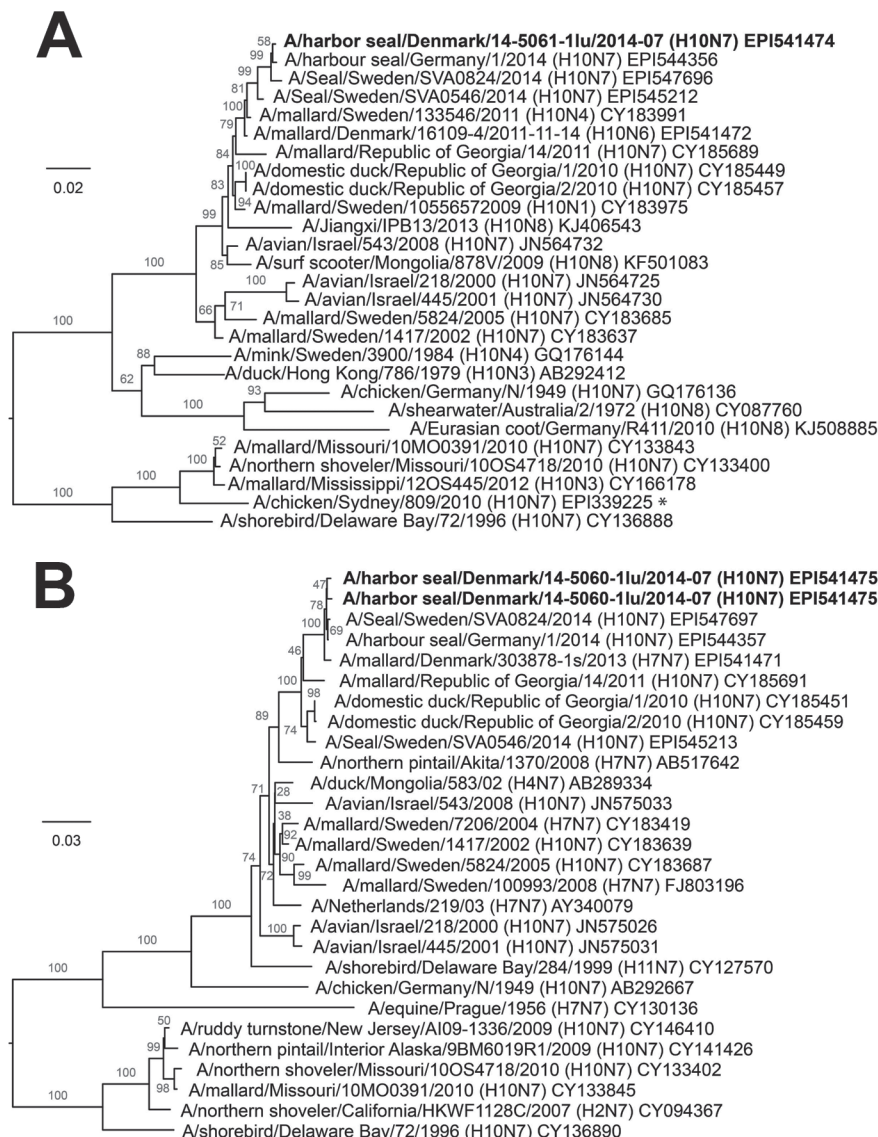 A
58
A/harbor seal/Denmark/14-5061-1lu/2014-07 (H10N7) EPI541474
99
A/harbour seal/Germany/1/2014 (H10N7) EPI544356
99
A/Seal/Sweden/SVA0824/2014 (H10N7) EPI547696
81
A/Seal/Sweden/SVA0546/2014 (H10N7) EPI545212
100
A/mallard/Sweden/133546/2011 (H10N4) CY183991
79
A/mallard/Denmark/16109-4/2011-11-14 (H10N6) EPI541472
84
A/mallard/Republic of Georgia/14/2011 (H10N7) CY185689
0.02
100
A/domestic duck/Republic of Georgia/1/2010 (H10N7) CY185449
83
A/domestic duck/Republic of Georgia/2/2010 (H10N7) CY185457
94
A/mallard/Sweden/10556572009 (H10N1) CY183975
99
A/Jiangxi/IPB13/2013 (H10N8) KJ406543
A/avian/Israel/543/2008 (H10N7) JN564732
85
A/surf scooter/Mongolia/878V/2009 (H10N8) KF501083
100
100
A/avian/Israel/218/2000 (H10N7) JN564725
A/avian/Israel/445/2001 (H10N7) JN564730
66
71
A/mallard/Sweden/5824/2005 (H10N7) CY183685
100
A/mallard/Sweden/1417/2002 (H10N7) CY183637
88
A/mink/Sweden/3900/1984 (H10N4) GQ176144
62
A/duck/Hong Kong/786/1979 (H10N3) AB292412
93
A/chicken/Germany/N/1949 (H10N7) GQ176136
100
A/shearwater/Australia/2/1972 (H10N8) CY087760
A/Eurasian coot/Germany/R411/2010 (H10N8) KJ508885
52
A/mallard/Missouri/10MO0391/2010 (H10N7) CY133843
100
A/northern shoveler/Missouri/10OS4718/2010 (H10N7) CY133400
100
A/mallard/Mississippi/12OS445/2012 (H10N3) CY166178
100
A/chicken/Sydney/809/2010 (H10N7) EPI339225 *
A/shorebird/Delaware Bay/72/1996 (H10N7) CY136888
B
47
A/harbor seal/Denmark/14-5060-1lu/2014-07 (H10N7) EPI541475
78
A/harbor seal/Denmark/14-5060-1lu/2014-07 (H10N7) EPI541475
100
A/Seal/Sweden/SVA0824/2014 (H10N7) EPI547697
69
A/harbour seal/Germany/1/2014 (H10N7) EPI544357
46
A/mallard/Denmark/303878-1s/2013 (H7N7) EPI541471
100
A/mallard/Republic of Georgia/14/2011 (H10N7) CY185691
98
A/domestic duck/Republic of Georgia/1/2010 (H10N7) CY185451
89
A/domestic duck/Republic of Georgia/2/2010 (H10N7) CY185459
74
A/Seal/Sweden/SVA0546/2014 (H10N7) EPI545213
A/northern pintail/Akita/1370/2008 (H7N7) AB517642
71
A/duck/Mongolia/583/02 (H4N7) AB289334
28
A/avian/Israel/543/2008 (H10N7) JN575033
0.03
38
A/mallard/Sweden/7206/2004 (H7N7) CY183419
92
A/mallard/Sweden/1417/2002 (H10N7) CY183639
74
90
A/mallard/Sweden/5824/2005 (H10N7) CY183687
72
99
A/mallard/Sweden/100993/2008 (H7N7) FJ803196
100
A/Netherlands/219/03 (H7N7) AY340079
A/avian/Israel/218/2000 (H10N7) JN575026
100
100
A/avian/Israel/445/2001 (H10N7) JN575031
A/shorebird/Delaware Bay/284/1999 (H11N7) CY127570
100
A/chicken/Germany/N/1949 (H10N7) AB292667
A/equine/Prague/1956 (H7N7) CY130136
50
A/ruddy turnstone/New Jersey/AI09-1336/2009 (H10N7) CY146410
99
A/northern pintail/Interior Alaska/9BM6019R1/2009 (H10N7) CY141426
100
A/northern shoveler/Missouri/10OS4718/2010 (H10N7) CY133402
98
A/mallard/Missouri/10MO0391/2010 (H10N7) CY133845
100
A/northern shoveler/California/HKWF1128C/2007 (H2N7) CY094367
A/shorebird/Delaware Bay/72/1996 (H10N7) CY136890